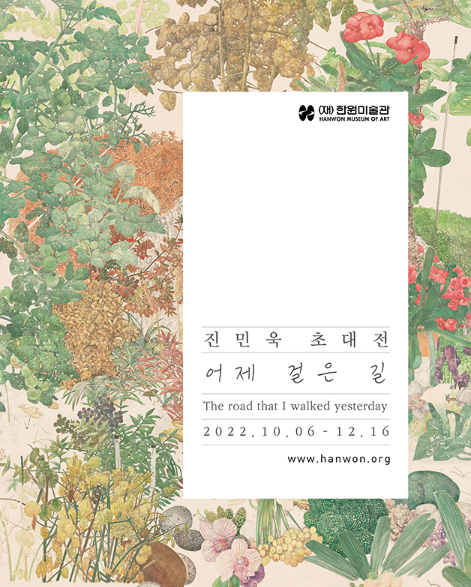 (재)한원미술관
HANWON MUSEUM OF ART
진민욱 초대전
어제 걸은 길
The road that I walked yesterday
2022.10.06 - 12.16
www.hanwon.org